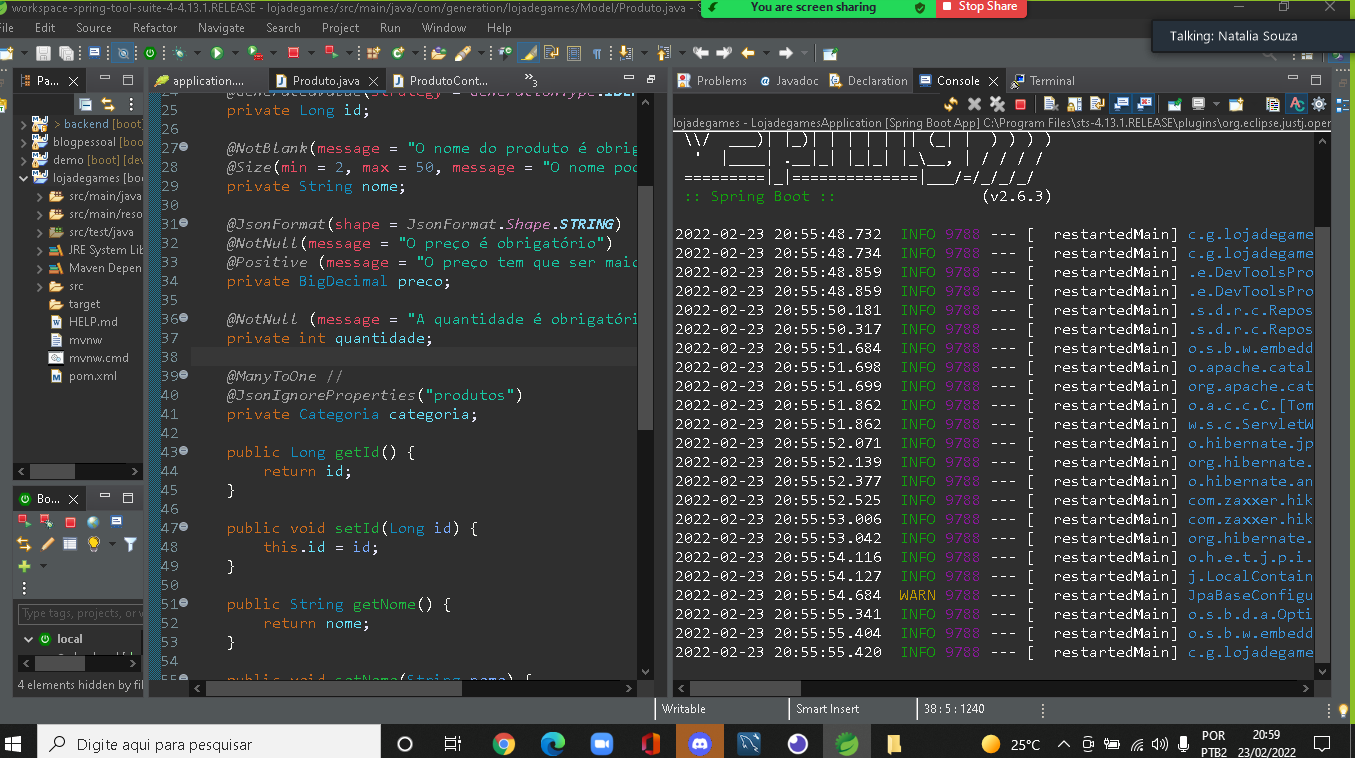 workspace-spring-tool-suite-4-4.13.1.RELEASE - lojadegames/src/main/java/com/generation/lojadegames/Model/Produto.java - S
You are screen sharing
Stop Share
Talking: Natalia Souza
File Edit Source Refactor Navigate Search Project Run Window Help
Pa...
> backend [boot]
blogpessoal [boo
demo [boot] [de
lojadegames [bo
src/main/java
src/main/reso
src/test/java
JRE System Lib
Maven Depen
src
target
HELP.md
mvnw
mvnw.cmd
pom.xml
Bo...
Type tags, projects, or w
local
4 elements hidden by fil
application....
Produto.java
ProdutoCont...
3
25 private Long id;
26
27 @NotBlank(message = "O nome do produto é obrig
28 @Size(min = 2, max = 50, message = "O nome pod
29 private String nome;
30
31 @JsonFormat(shape = JsonFormat.Shape.STRING)
32 @NotNull(message = "O preço é obrigatório")
33 @Positive (message = "O preço tem que ser maio
34 private BigDecimal preco;
35
36 @NotNull (message = "A quantidade é obrigatóri
37 private int quantidade;
38
39 @ManyToOne //
40 @JsonIgnoreProperties("produtos")
41 private Categoria categoria;
42
43 public Long getId() {
44 return id;
45 }
46
47 public void setId(Long id) {
48 this.id = id;
49 }
50
51 public String getNome() {
52 return nome;
53 }
54
55 public void setNome(String nome) {
Problems
Javadoc
Declaration
Console
Terminal
lojadegames - LojadegamesApplication [Spring Boot App] C:\Program Files\sts-4.13.1.RELEASE\plugins\org.eclipse.justj.open
 \\/  ___)| |_)| | | | | || (_| |  ) ) ) )
  '  |____| .__|_| |_|_| |_\__, | / / / /
 =========|_|==============|___/=/_/_/_/
 :: Spring Boot :: (v2.6.3)
2022-02-23 20:55:48.732 INFO 9788 --- [ restartedMain] c.g.lojadegame
2022-02-23 20:55:48.734 INFO 9788 --- [ restartedMain] c.g.lojadegame
2022-02-23 20:55:48.859 INFO 9788 --- [ restartedMain] .e.DevToolsPro
2022-02-23 20:55:48.859 INFO 9788 --- [ restartedMain] .e.DevToolsPro
2022-02-23 20:55:50.181 INFO 9788 --- [ restartedMain] .s.d.r.c.Repos
2022-02-23 20:55:50.317 INFO 9788 --- [ restartedMain] .s.d.r.c.Repos
2022-02-23 20:55:51.684 INFO 9788 --- [ restartedMain] o.s.b.w.embedd
2022-02-23 20:55:51.698 INFO 9788 --- [ restartedMain] o.apache.catal
2022-02-23 20:55:51.699 INFO 9788 --- [ restartedMain] org.apache.cat
2022-02-23 20:55:51.862 INFO 9788 --- [ restartedMain] o.a.c.c.C.[Tom
2022-02-23 20:55:51.862 INFO 9788 --- [ restartedMain] w.s.c.ServletW
2022-02-23 20:55:52.071 INFO 9788 --- [ restartedMain] o.hibernate.jp
2022-02-23 20:55:52.139 INFO 9788 --- [ restartedMain] org.hibernate.
2022-02-23 20:55:52.377 INFO 9788 --- [ restartedMain] o.hibernate.an
2022-02-23 20:55:52.525 INFO 9788 --- [ restartedMain] com.zaxxer.hik
2022-02-23 20:55:53.006 INFO 9788 --- [ restartedMain] com.zaxxer.hik
2022-02-23 20:55:53.042 INFO 9788 --- [ restartedMain] org.hibernate.
2022-02-23 20:55:54.116 INFO 9788 --- [ restartedMain] o.h.e.t.j.p.i.
2022-02-23 20:55:54.127 INFO 9788 --- [ restartedMain] j.LocalContain
2022-02-23 20:55:54.684 WARN 9788 --- [ restartedMain] JpaBaseConfigu
2022-02-23 20:55:55.341 INFO 9788 --- [ restartedMain] o.s.b.d.a.Opti
2022-02-23 20:55:55.404 INFO 9788 --- [ restartedMain] o.s.b.w.embedd
2022-02-23 20:55:55.420 INFO 9788 --- [ restartedMain] c.g.lojadegame
Writable
Smart Insert
38 : 5 : 1240
Digite aqui para pesquisar
25°C
POR
PTB2
20:59
23/02/2022